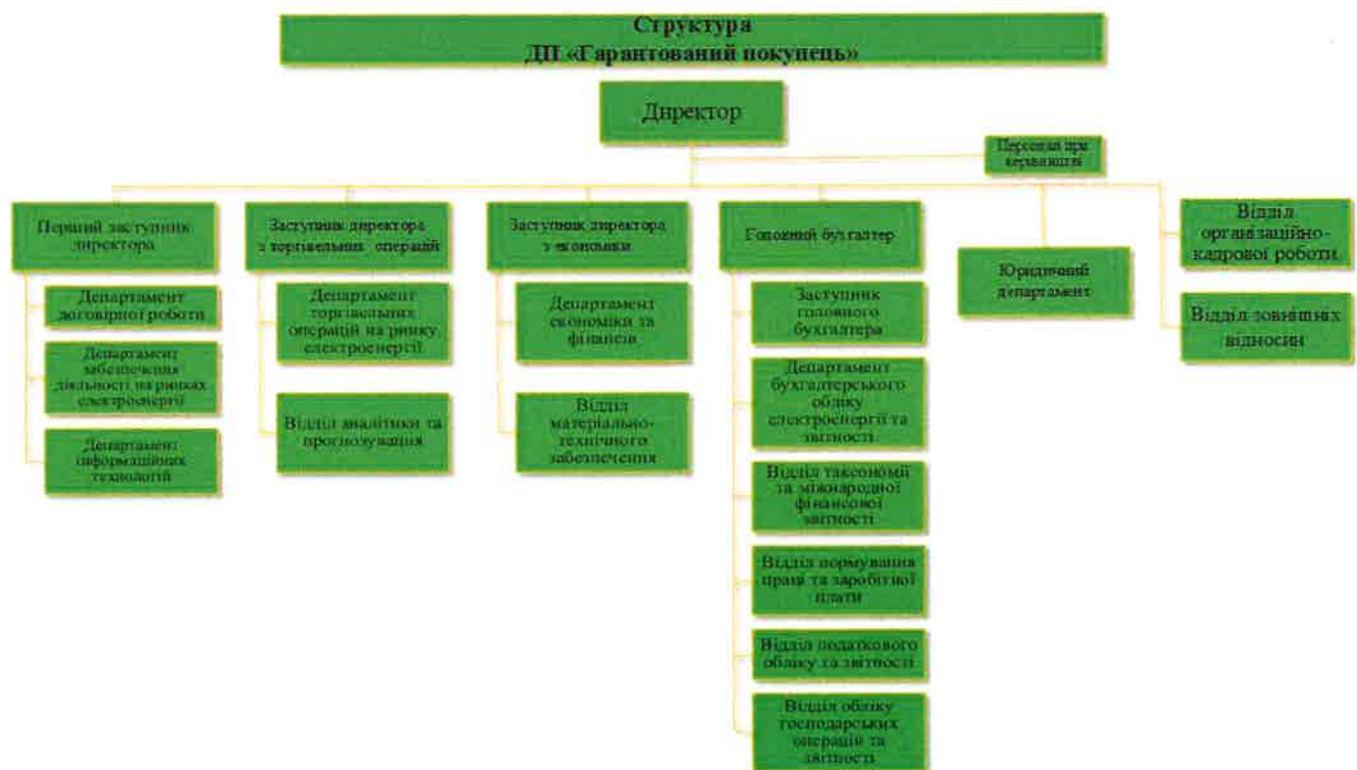 Структура
ДП «Гарантований покупець»
Директор
Персонал при
керівництві
Перший заступник
директора
Департамент
договірної роботи
Департамент
забезпечення
діяльності на ринках
електроенергії
Департамент
інформаційних
технологій
Заступник директора
з торгівельних операцій
Департамент
торгівельних
операцій на ринку
електроенергії
Відділ аналітики та
прогнозування
Заступник директора
з економіки
Департамент
економіки та
фінансів
Відділ
матеріально-
технічного
забезпечення
Головний бухгалтер
Заступник
головного
бухгалтера
Департамент
бухгалтерського
обліку
електроенергії та
звітності
Відділ таксономії
та міжнародної
фінансової
звітності
Відділ нормування
праці та заробітної
плати
Відділ податкового
обліку та звітності
Відділ обліку
господарських
операцій та
звітності
Юридичний
департамент
Відділ
організаційно-
кадрової роботи
Відділ зовнішніх
відносин